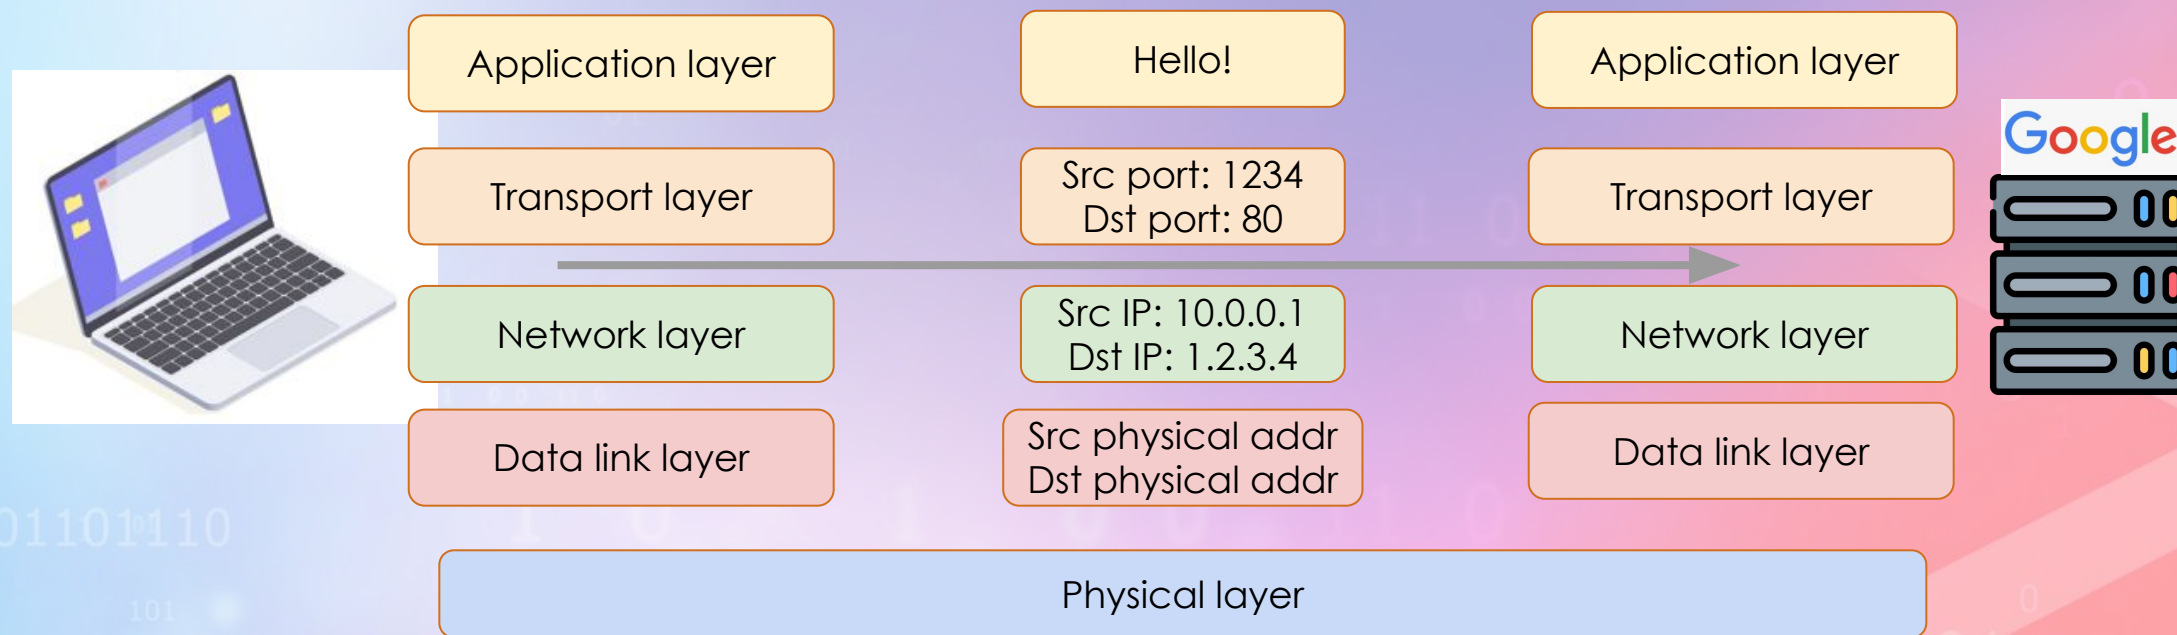 Application layer
Hello!
Application layer
Google
Transport layer
Src port: 1234
Dst port: 80
Transport layer
Network layer
Src IP: 10.0.0.1
Dst IP: 1.2.3.4
Network layer
Data link layer
Src physical addr
Dst physical addr
Data link layer
01101110
101
Physical layer